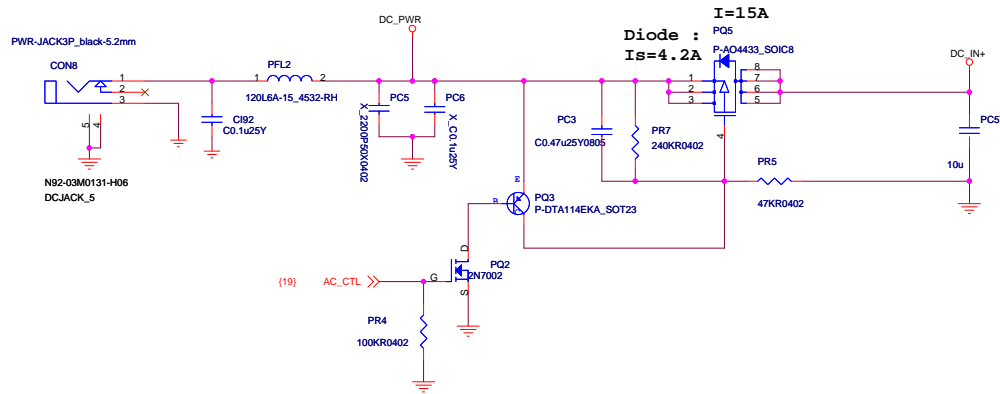 I=15A
DC_PWR
Diode :
PQ5
PWR-JACK3P_black-5.2mm
Is=4.2A
P-AO4433_SOIC8
DC_IN+
CON8
PFL2
1
2
3
1
2
120L6A-15_4532-RH
PC5
X_2200P50X0402
PC6
X_C0.1u25Y
1
2
3
8
7
6
5
4
CI92
C0.1u25Y
PC3
C0.47u25Y0805
PR7
240KR0402
PC5
10u
5
4
PR5
47KR0402
N92-03M0131-H06
DCJACK_5
E
B
PQ3
P-DTA114EKA_SOT23
D
G
S
PQ2
2N7002
{19}
AC_CTL
PR4
100KR0402